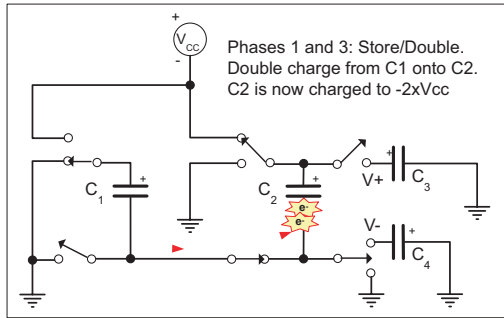 +
VCC
-
Phases 1 and 3: Store/Double.
Double charge from C1 onto C2.
C2 is now charged to -2xVcc
+
C1
+
C2
e-
e-
+
V+
C3
V-
+
C4